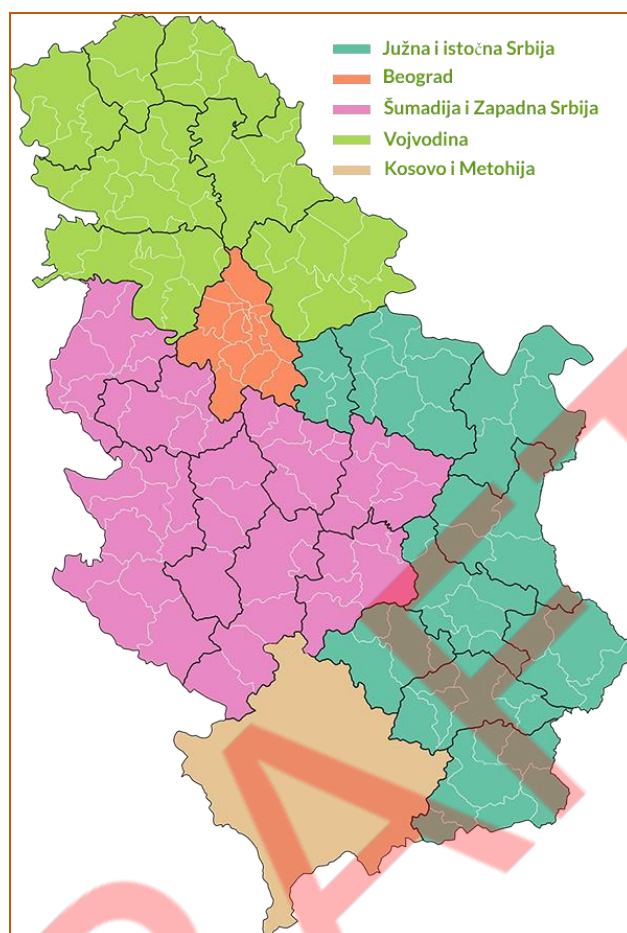 Južna i istočna Srbija
Beograd
Šumadija i Zapadna Srbija
Vojvodina
Kosovo i Metohija